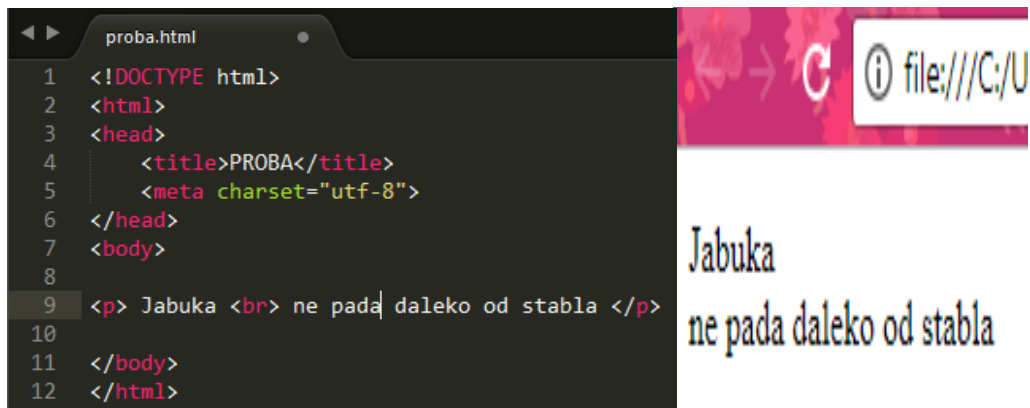 proba.html
1 <!DOCTYPE html>
2 <html>
3 <head>
4 <title>PROBA</title>
5 <meta charset="utf-8">
6 </head>
7 <body>
8
9 <p> Jabuka <br> ne pada daleko od stabla </p>
10
11 </body>
12 </html>
file:///C:/U
Jabuka
ne pada daleko od stabla